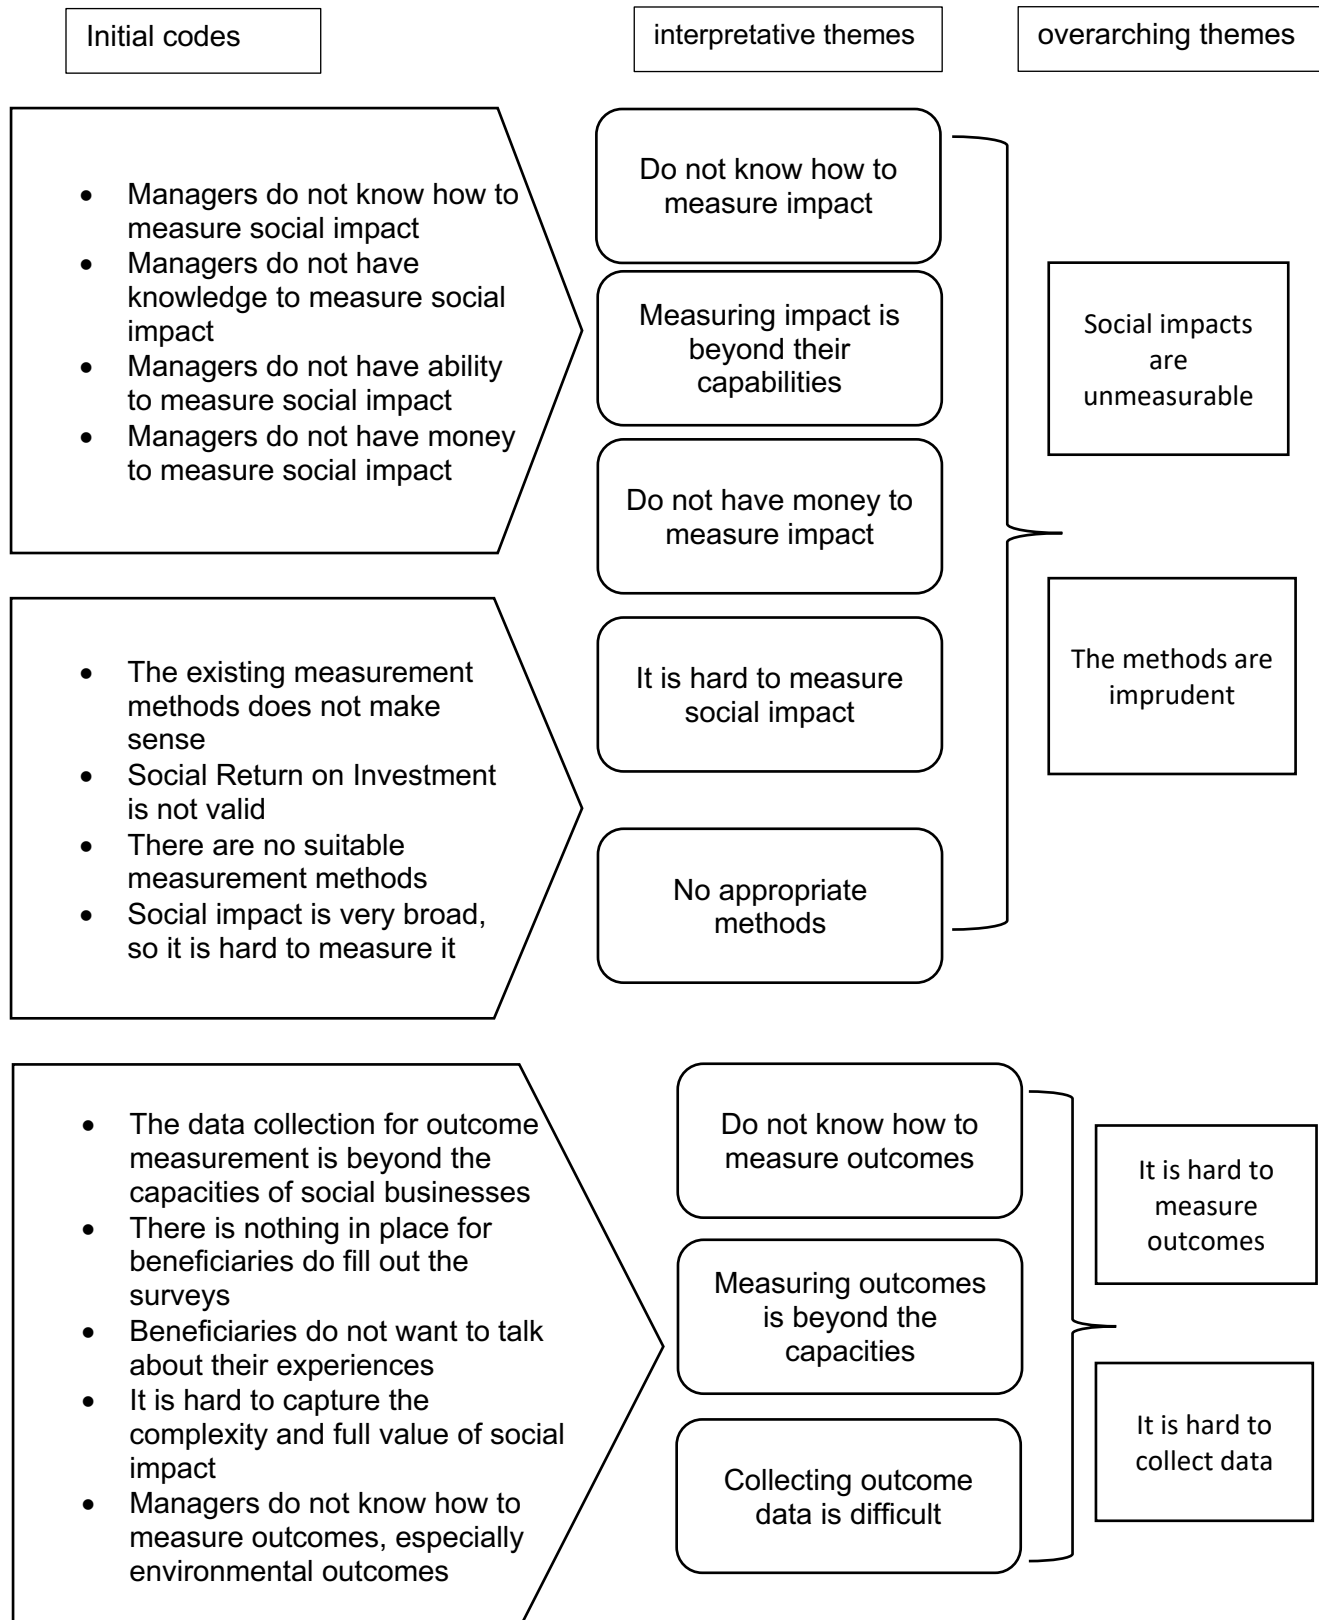 Initial codes
interpretative themes
overarching themes
• Managers do not know how to
measure social impact
• Managers do not have
knowledge to measure social
impact
• Managers do not have ability
to measure social impact
• Managers do not have money
to measure social impact
Do not know how to
measure impact
Measuring impact is
beyond their
capabilities
Do not have money to
measure impact
Social impacts
are
unmeasurable
• The existing measurement
methods does not make
sense
• Social Return on Investment
is not valid
• There are no suitable
measurement methods
• Social impact is very broad,
so it is hard to measure it
It is hard to measure
social impact
No appropriate
methods
The methods are
imprudent
• The data collection for outcome
measurement is beyond the
capacities of social businesses
• There is nothing in place for
beneficiaries do fill out the
surveys
• Beneficiaries do not want to talk
about their experiences
• It is hard to capture the
complexity and full value of social
impact
• Managers do not know how to
measure outcomes, especially
environmental outcomes
Do not know how to
measure outcomes
Measuring outcomes
is beyond the
capacities
Collecting outcome
data is difficult
It is hard to
measure
outcomes
It is hard to
collect data